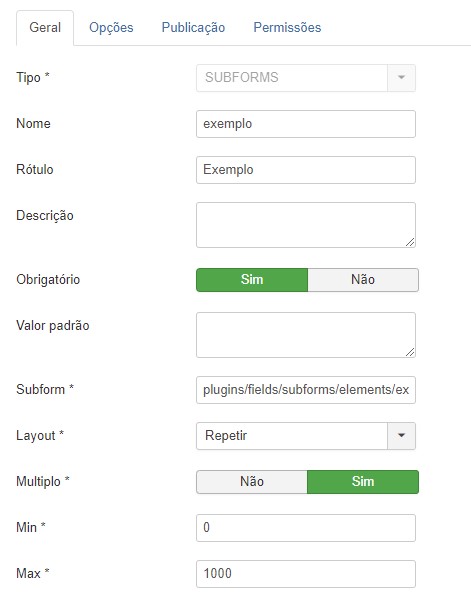 Geral Opções Publicação Permissões
Tipo * SUBFORMS
Nome exemplo
Rótulo Exemplo
Descrição
Obrigatório Sim Não
Valor padrão
Subform * plugins/fields/subforms/elements/ex
Layout * Repetir
Multiplo * Não Sim
Min * 0
Max * 1000